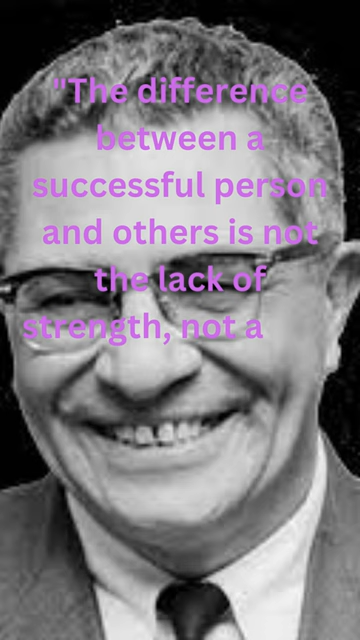 "The difference
between a
successful person
and others is not
the lack of
strength, not a